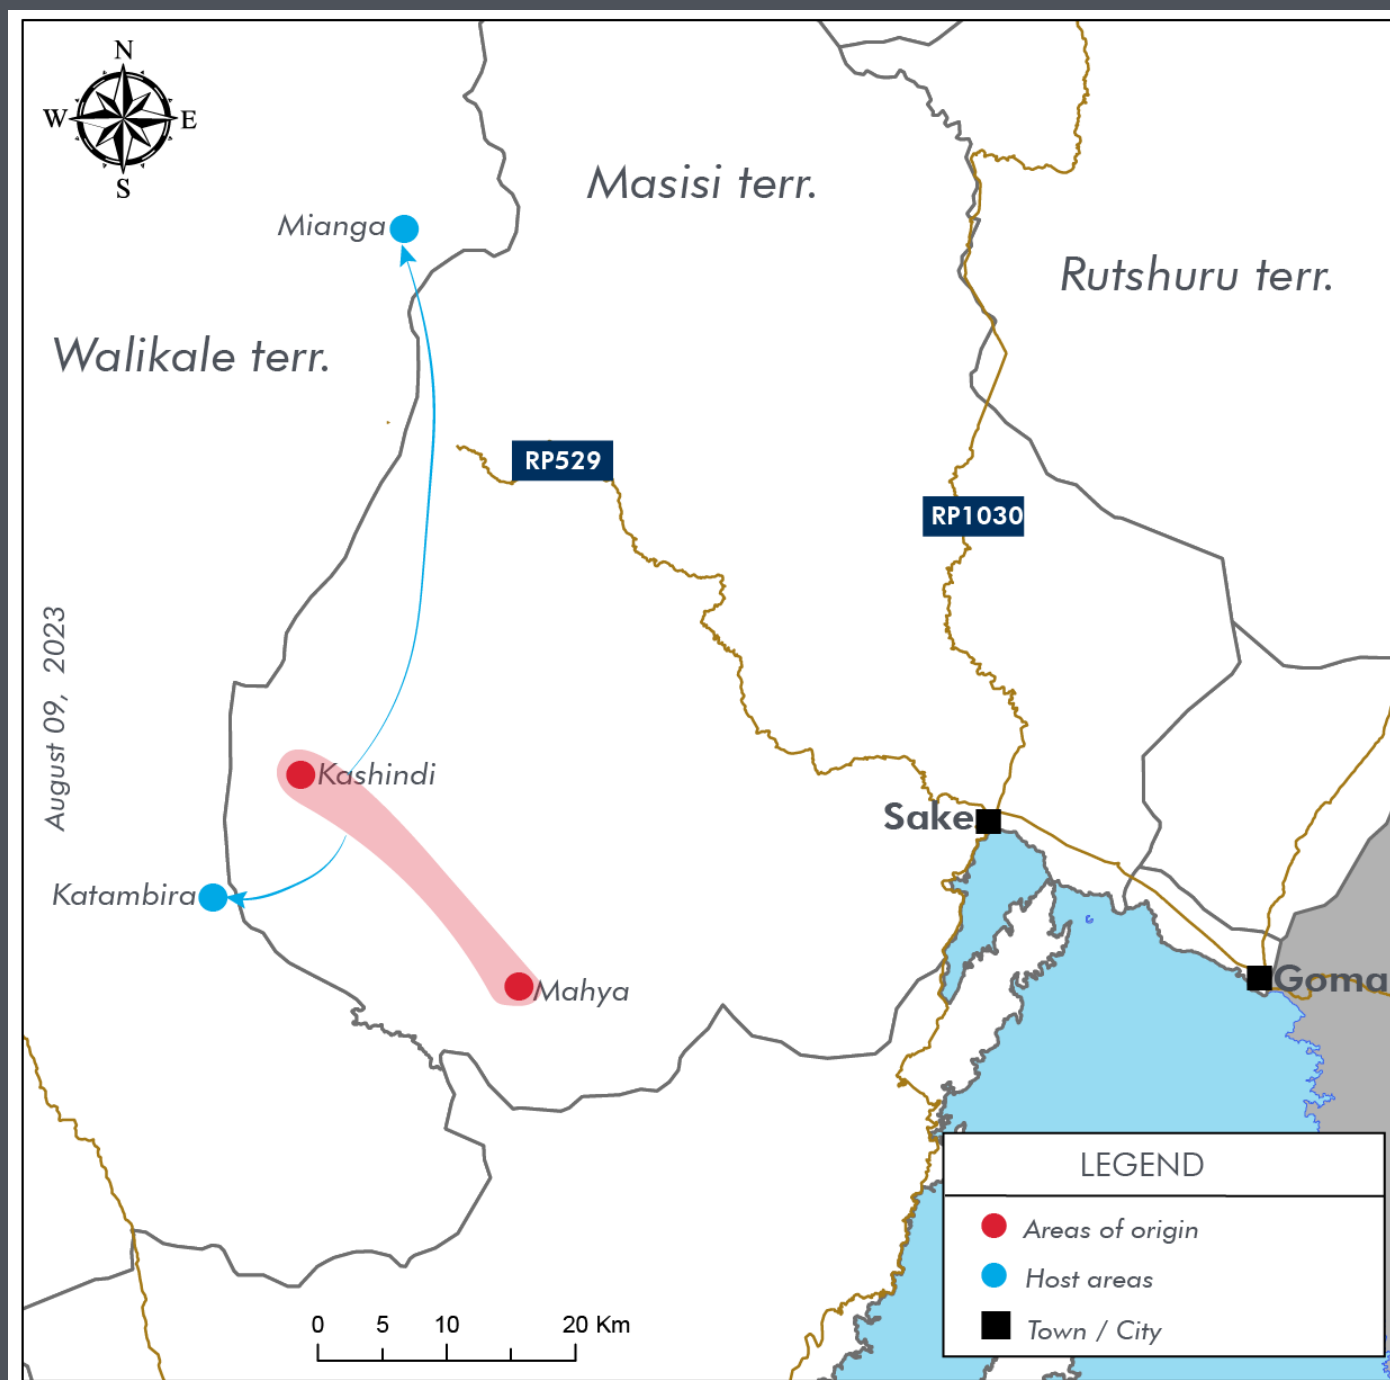 N
W E
S
Masisi terr.
Mianga
Rutshuru terr.
Walikale terr.
RP529
RP1030
August 09, 2023
Kashindi
Sake
Katambira
Mahya
Goma
LEGEND
Areas of origin
Host areas
Town / City
0 5 10 20 Km